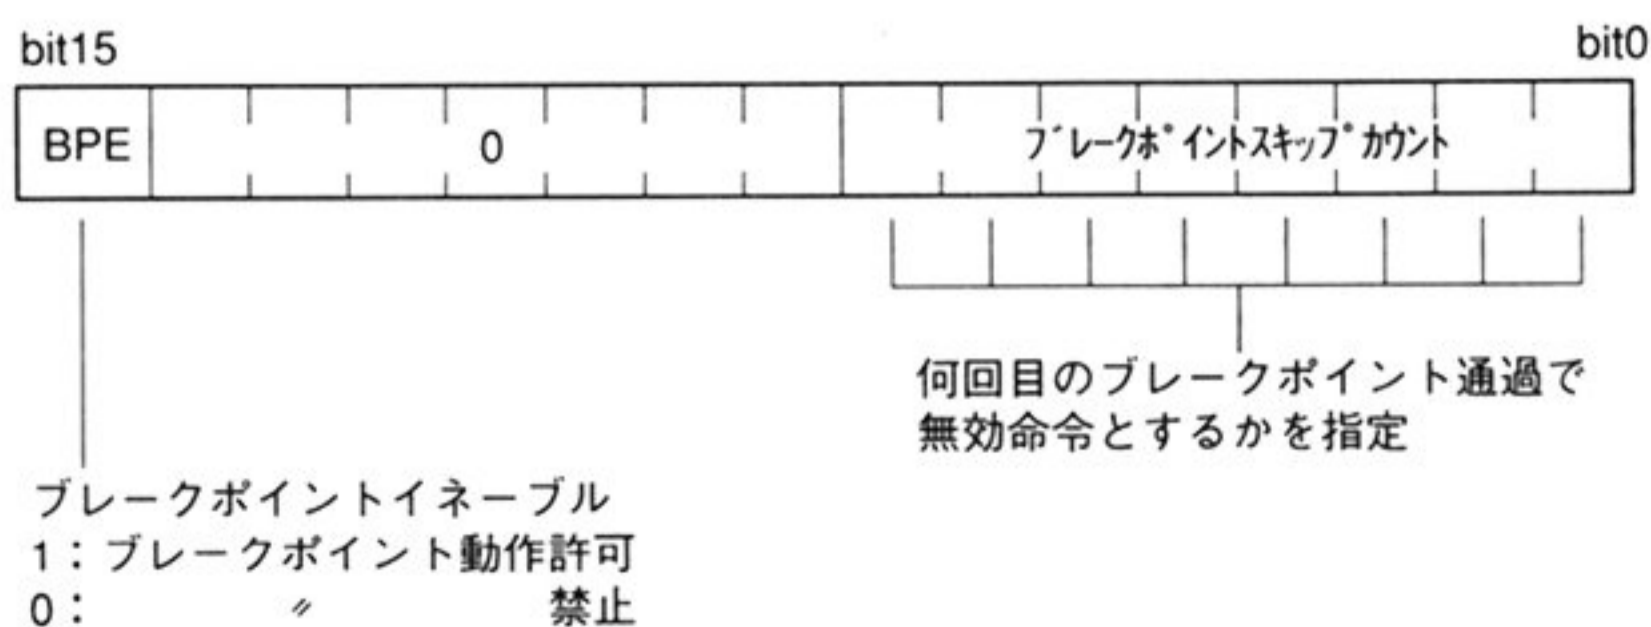 bit15 bit0
BPE 0 ブレークポイントスキップカウント
何回目のブレークポイント通過で
無効命令とするかを指定
ブレークポイントイネーブル
1：ブレークポイント動作許可
0： 〃 禁止